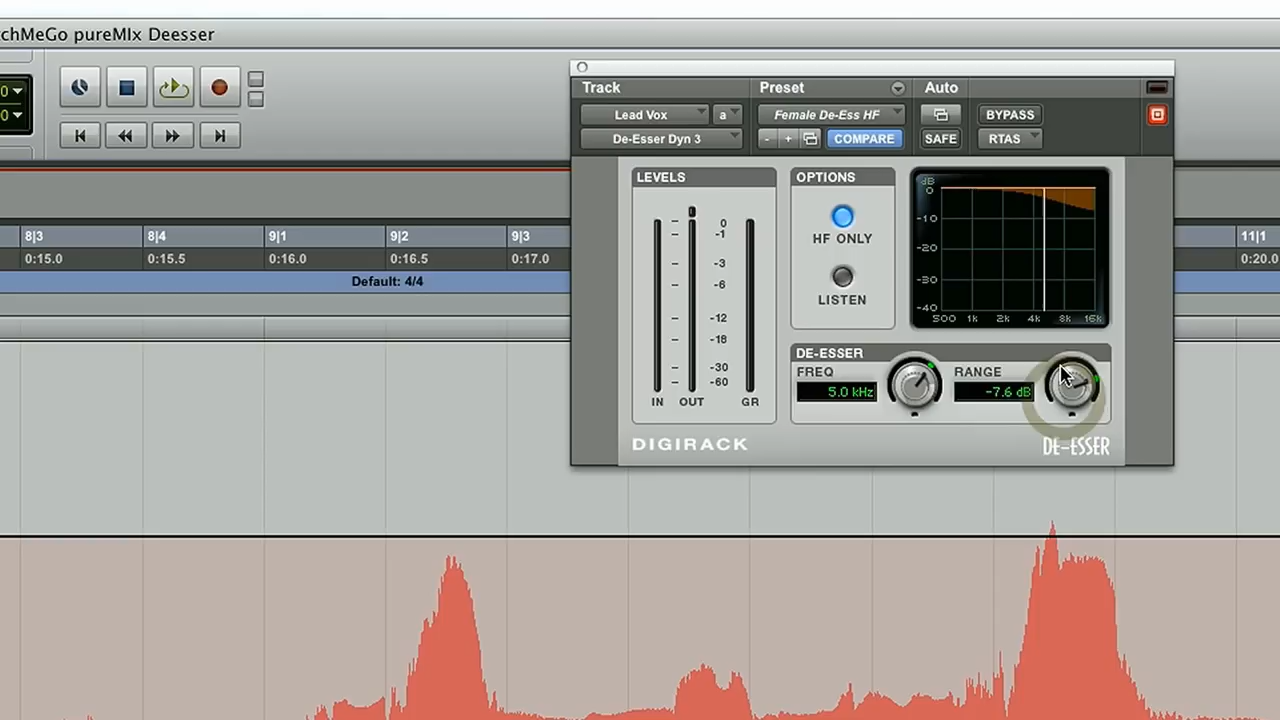 chMeGo pureMIx Deesser
0
0
Track
Preset
Auto
Lead Vox
a
Female De-Ess HF
BYPASS
De-Esser Dyn 3
- +
COMPARE
SAFE
RTAS
LEVELS
OPTIONS
dB
0
-10
-20
-30
-40
500 1k 2k 4k 8k 16k
HF ONLY
LISTEN
0
-1
-3
-6
-12
-18
-30
-60
IN OUT GR
DE-ESSER
FREQ
5.0 kHz
RANGE
-7.6 dB
DIGIRACK
DE-ESSER
8|3 8|4 9|1 9|2 9|3 11|1
0:15.0 0:15.5 0:16.0 0:16.5 0:17.0 0:20.0
Default: 4/4